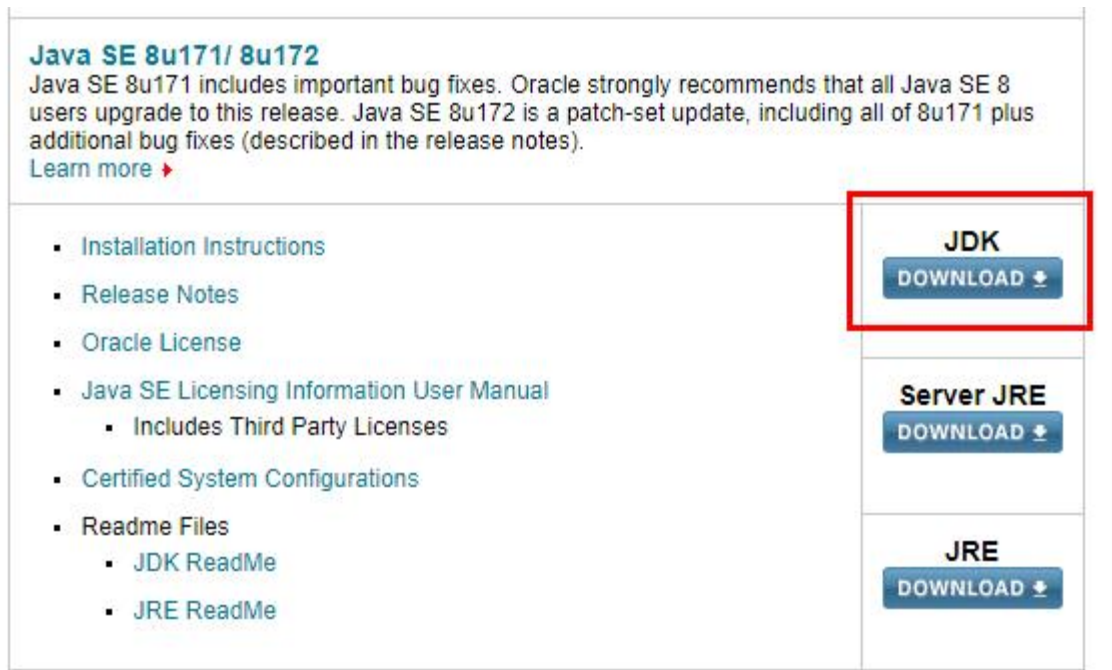 Java SE 8u171/ 8u172
Java SE 8u171 includes important bug fixes. Oracle strongly recommends that all Java SE 8
users upgrade to this release. Java SE 8u172 is a patch-set update, including all of 8u171 plus
additional bug fixes (described in the release notes).
Learn more
Installation Instructions
Release Notes
Oracle License
Java SE Licensing Information User Manual
Includes Third Party Licenses
Certified System Configurations
Readme Files
JDK ReadMe
JRE ReadMe
JDK
DOWNLOAD
Server JRE
DOWNLOAD
JRE
DOWNLOAD